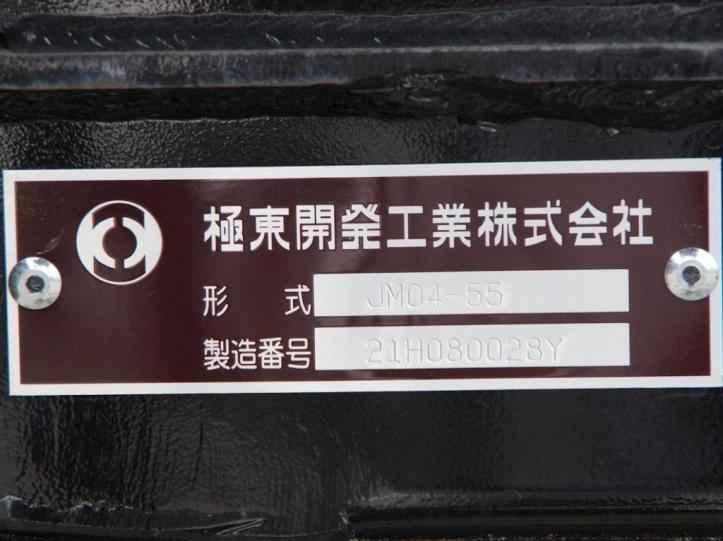 極東開発工業株式会社
形 式 JM04-55
製造番号 21H080028Y